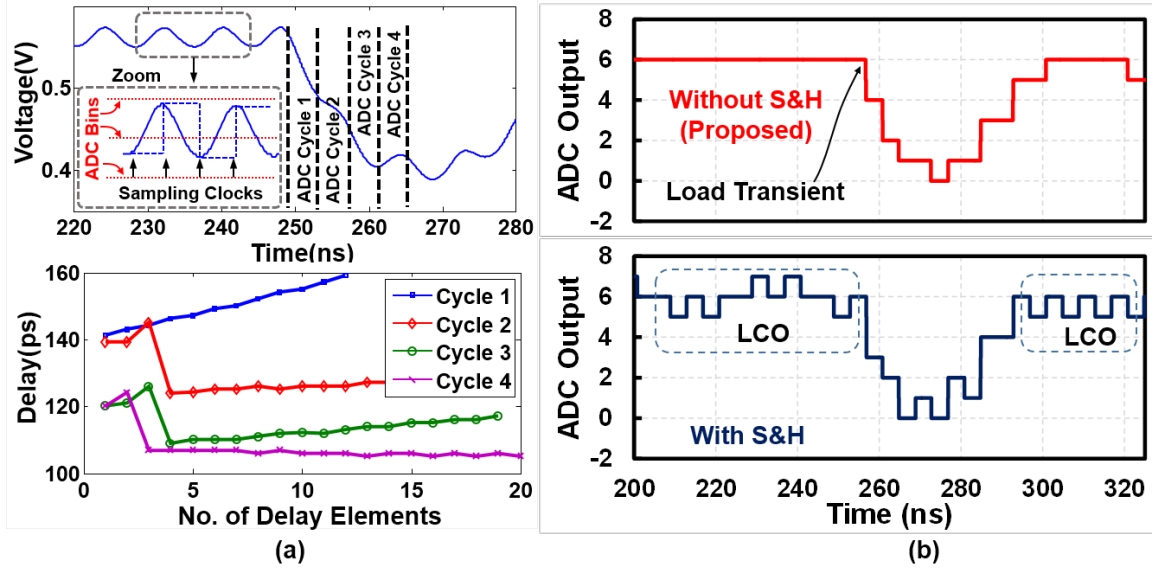 Voltage(V)
0.5
0.4
Zoom
ADC Bins
Sampling Clocks
ADC Cycle 1
ADC Cycle 2
ADC Cycle 3
ADC Cycle 4
220 230 240 250 260 270 280
Time(ns)
Delay(ps)
160
140
120
100
Cycle 1
Cycle 2
Cycle 3
Cycle 4
0 5 10 15 20
No. of Delay Elements
(a)
ADC Output
8
6
4
2
0
-2
Without S&H
(Proposed)
Load Transient
ADC Output
8
6
4
2
0
-2
LCO
LCO
With S&H
200 220 240 260 280 300 320
Time (ns)
(b)